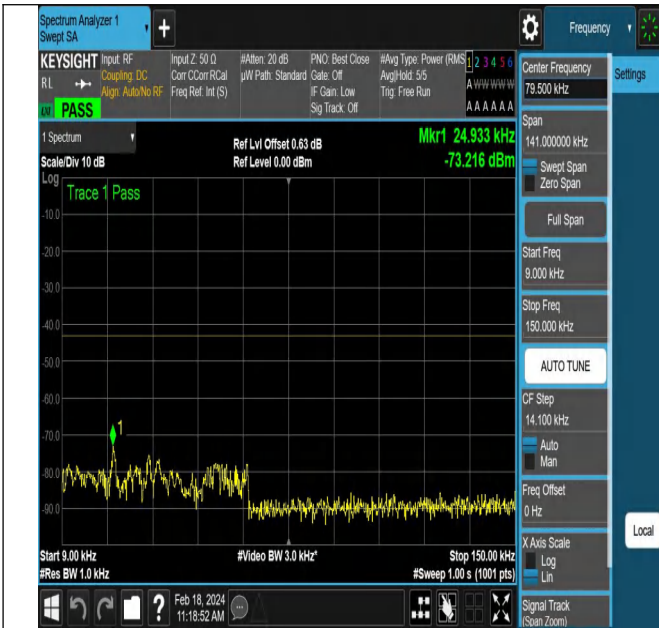 Spectrum Analyzer 1
Swept SA
+
Frequency
KEYSIGHT
RL
PASS
Input: RF
Coupling: DC
Align: Auto/No RF
Input Z: 50 Ω
Corr CCorr RCal
Freq Ref: Int (S)
#Atten: 20 dB
µW Path: Standard
PNO: Best Close
Gate: Off
IF Gain: Low
Sig Track: Off
#Avg Type: Power (RMS
Avg|Hold: 5/5
Trig: Free Run
1 2 3 4 5 6
A W W W W W
A A A A A A
1 Spectrum
Scale/Div 10 dB
Ref Lvl Offset 0.63 dB
Ref Level 0.00 dBm
Mkr1 24.933 kHz
-73.216 dBm
Log
Trace 1 Pass
-10.0
-20.0
-30.0
-40.0
-50.0
-60.0
-70.0
-80.0
-90.0
1
Start 9.00 kHz
#Res BW 1.0 kHz
#Video BW 3.0 kHz*
Stop 150.00 kHz
#Sweep 1.00 s (1001 pts)
?
Feb 18, 2024
11:18:52 AM
Center Frequency
79.500 kHz
Settings
Span
141.000000 kHz
Swept Span
Zero Span
Full Span
Start Freq
9.000 kHz
Stop Freq
150.000 kHz
AUTO TUNE
CF Step
14.100 kHz
Auto
Man
Freq Offset
0 Hz
Local
X Axis Scale
Log
Lin
Signal Track
(Span Zoom)